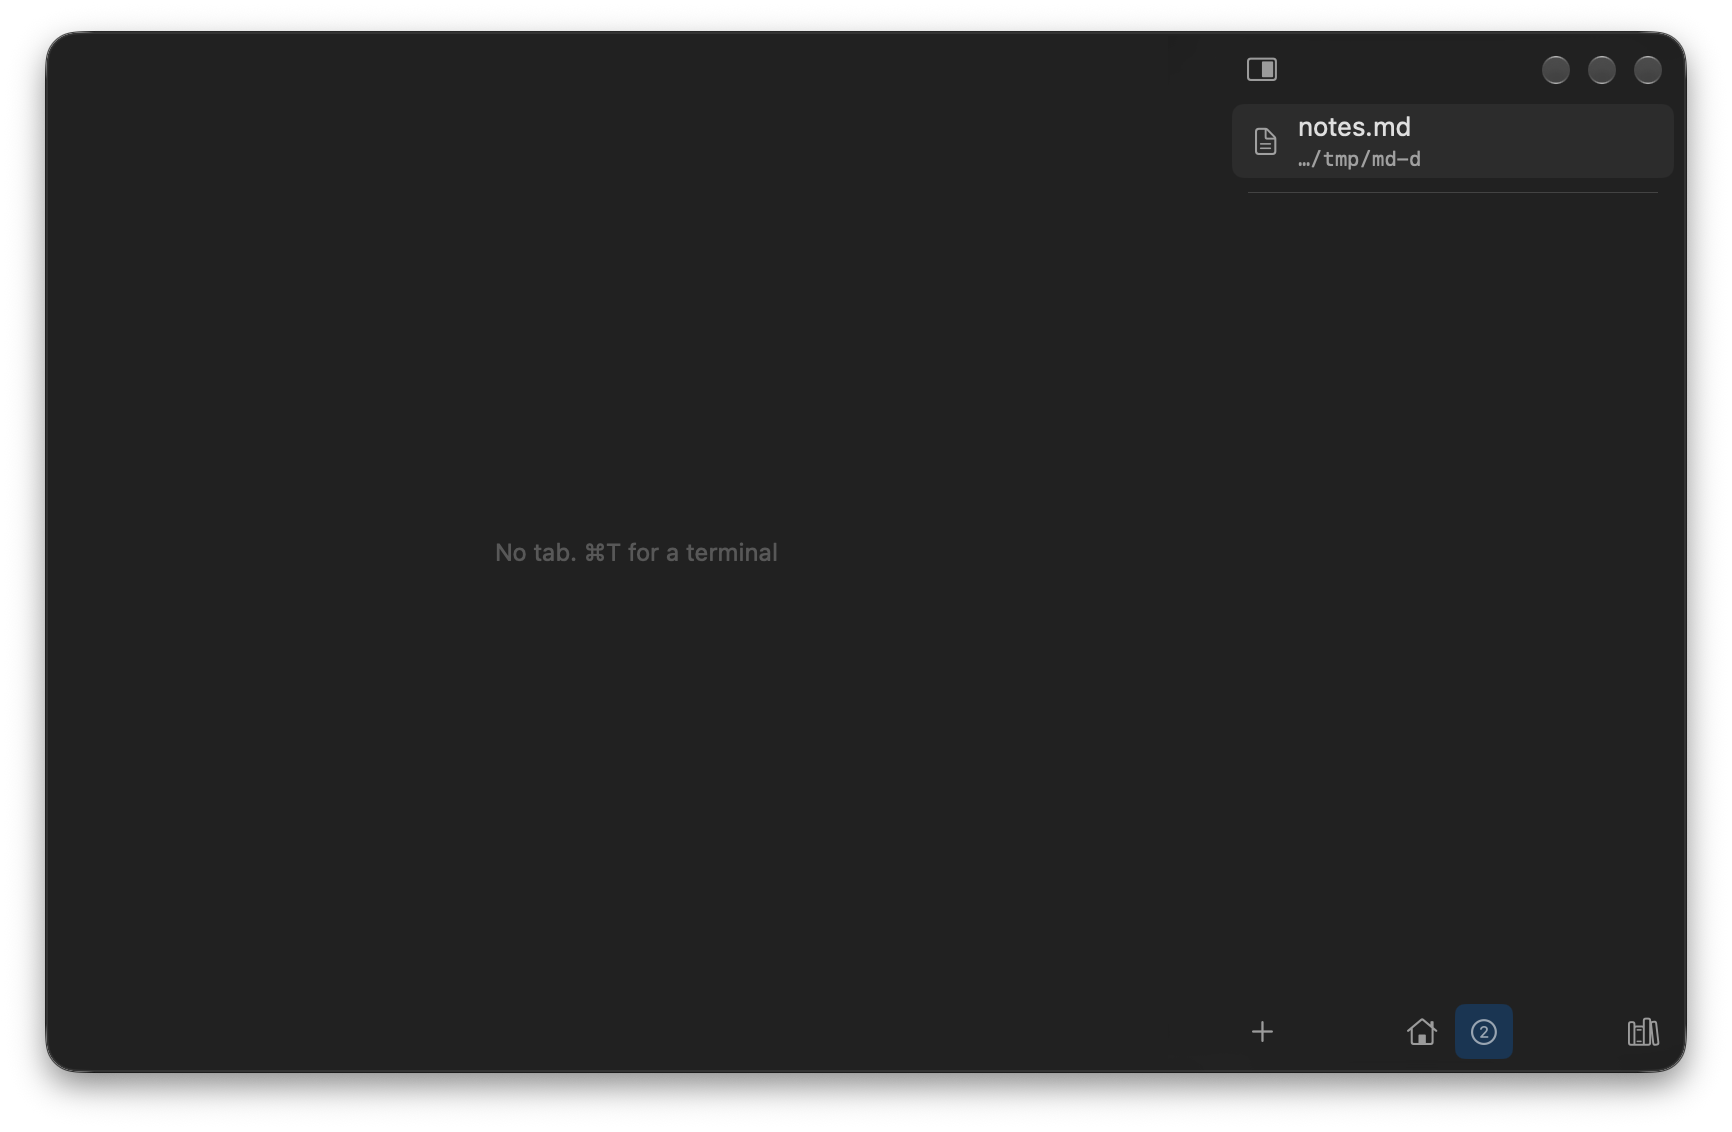 notes.md
…/tmp/md-d
No tab. ⌘T for a terminal
2